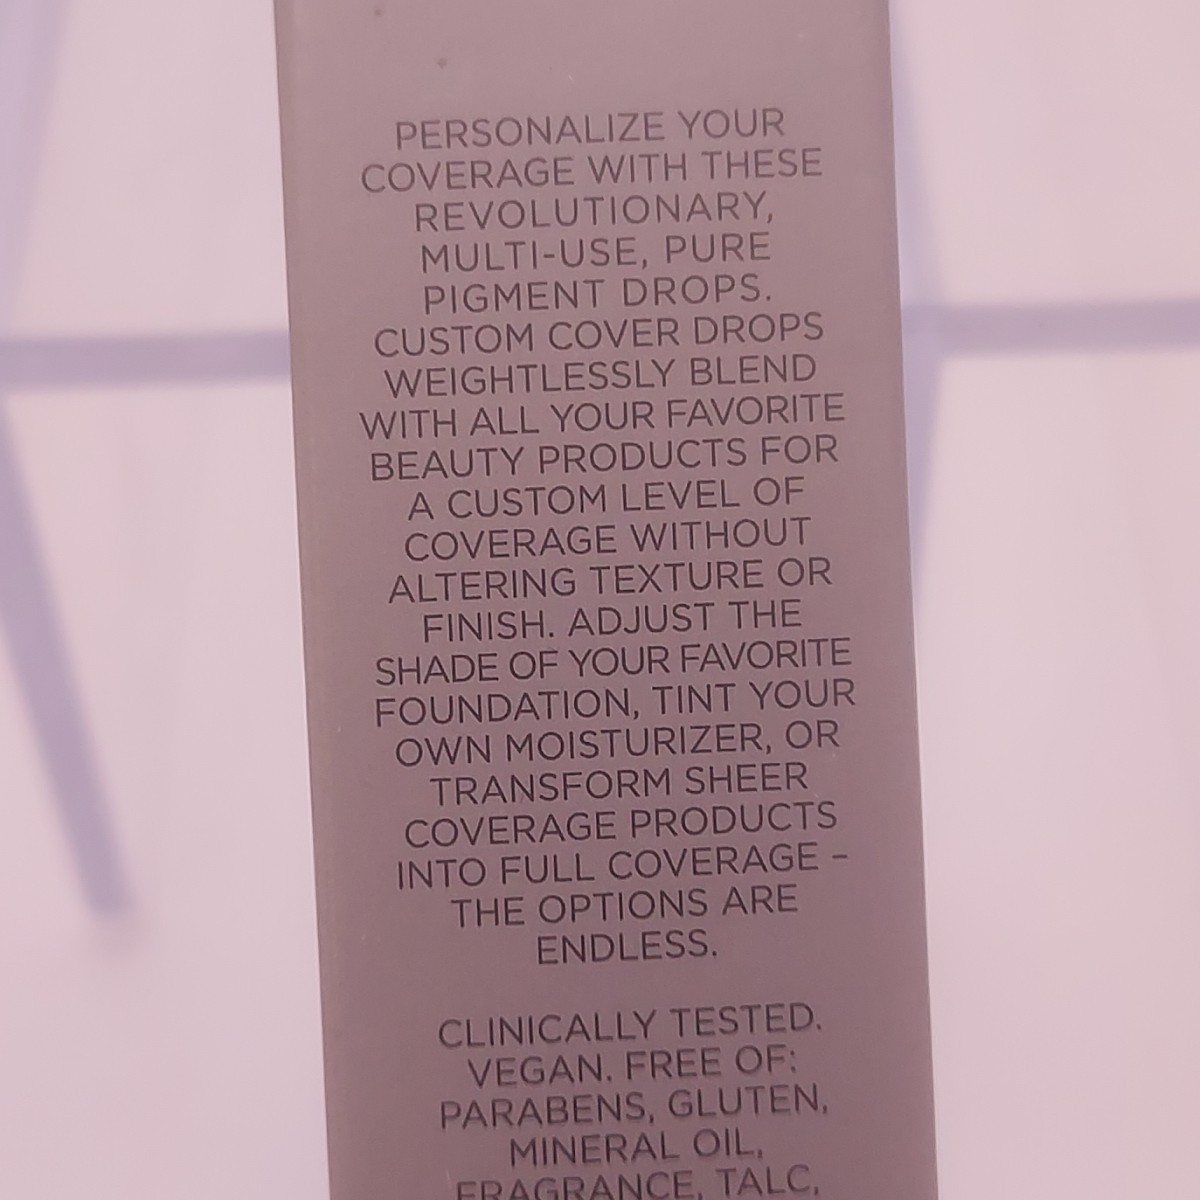 PERSONALIZE YOUR
COVERAGE WITH THESE
REVOLUTIONARY,
MULTI-USE, PURE
PIGMENT DROPS.
CUSTOM COVER DROPS
WEIGHTLESSLY BLEND
WITH ALL YOUR FAVORITE
BEAUTY PRODUCTS FOR
A CUSTOM LEVEL OF
COVERAGE WITHOUT
ALTERING TEXTURE OR
FINISH. ADJUST THE
SHADE OF YOUR FAVORITE
FOUNDATION, TINT YOUR
OWN MOISTURIZER, OR
TRANSFORM SHEER
COVERAGE PRODUCTS
INTO FULL COVERAGE –
THE OPTIONS ARE
ENDLESS.
CLINICALLY TESTED.
VEGAN. FREE OF:
PARABENS, GLUTEN,
MINERAL OIL,
FRAGRANCE, TALC,